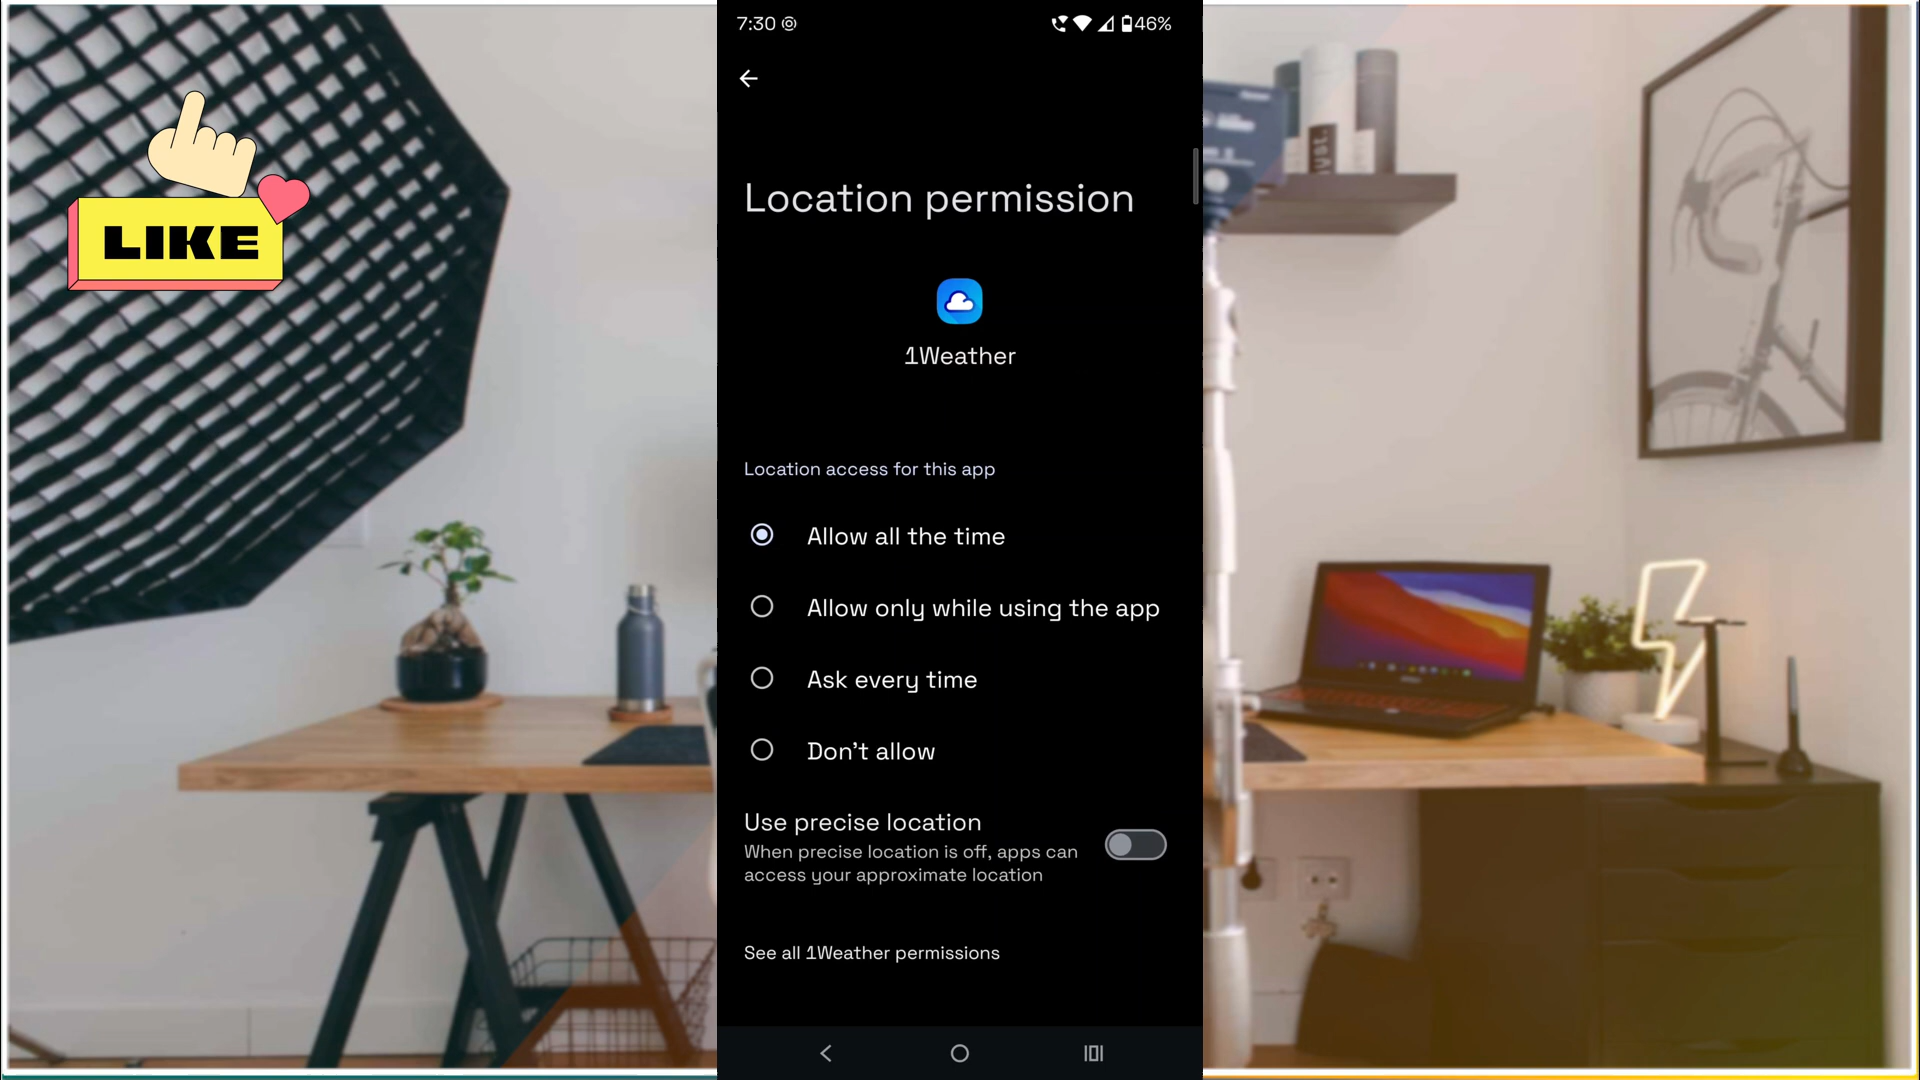 7:30
46%
LIKE
Location permission
1Weather
Location access for this app
Allow all the time
Allow only while using the app
Ask every time
Don't allow
Use precise location
When precise location is off, apps can
access your approximate location
See all 1Weather permissions